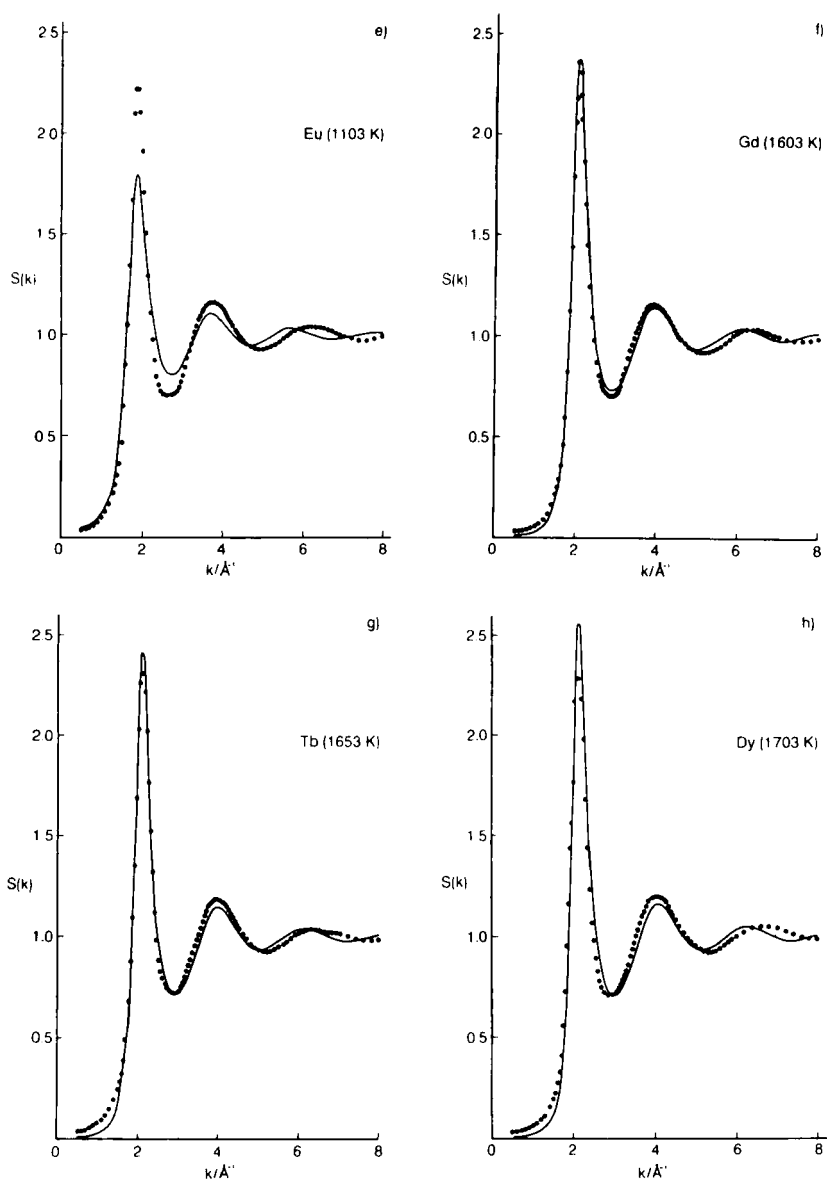 e)
2 5
2.0
1 5
1.0
0 5
S(k)
Eu (1103 K)
0
2
4
6
8
k/Å⁻¹
f)
2.5
2.0
1 5
1.0
0 5
S(k)
Gd (1603 K)
0
2
4
6
8
k/Å⁻¹
g)
2.5
2.0
1 5
1.0
0 5
S(k)
Tb (1653 K)
0
2
4
6
8
k/Å⁻¹
h)
2.5
2.0
1 5
1.0
0 5
S(k)
Dy (1703 K)
0
2
4
6
8
k/Å⁻¹